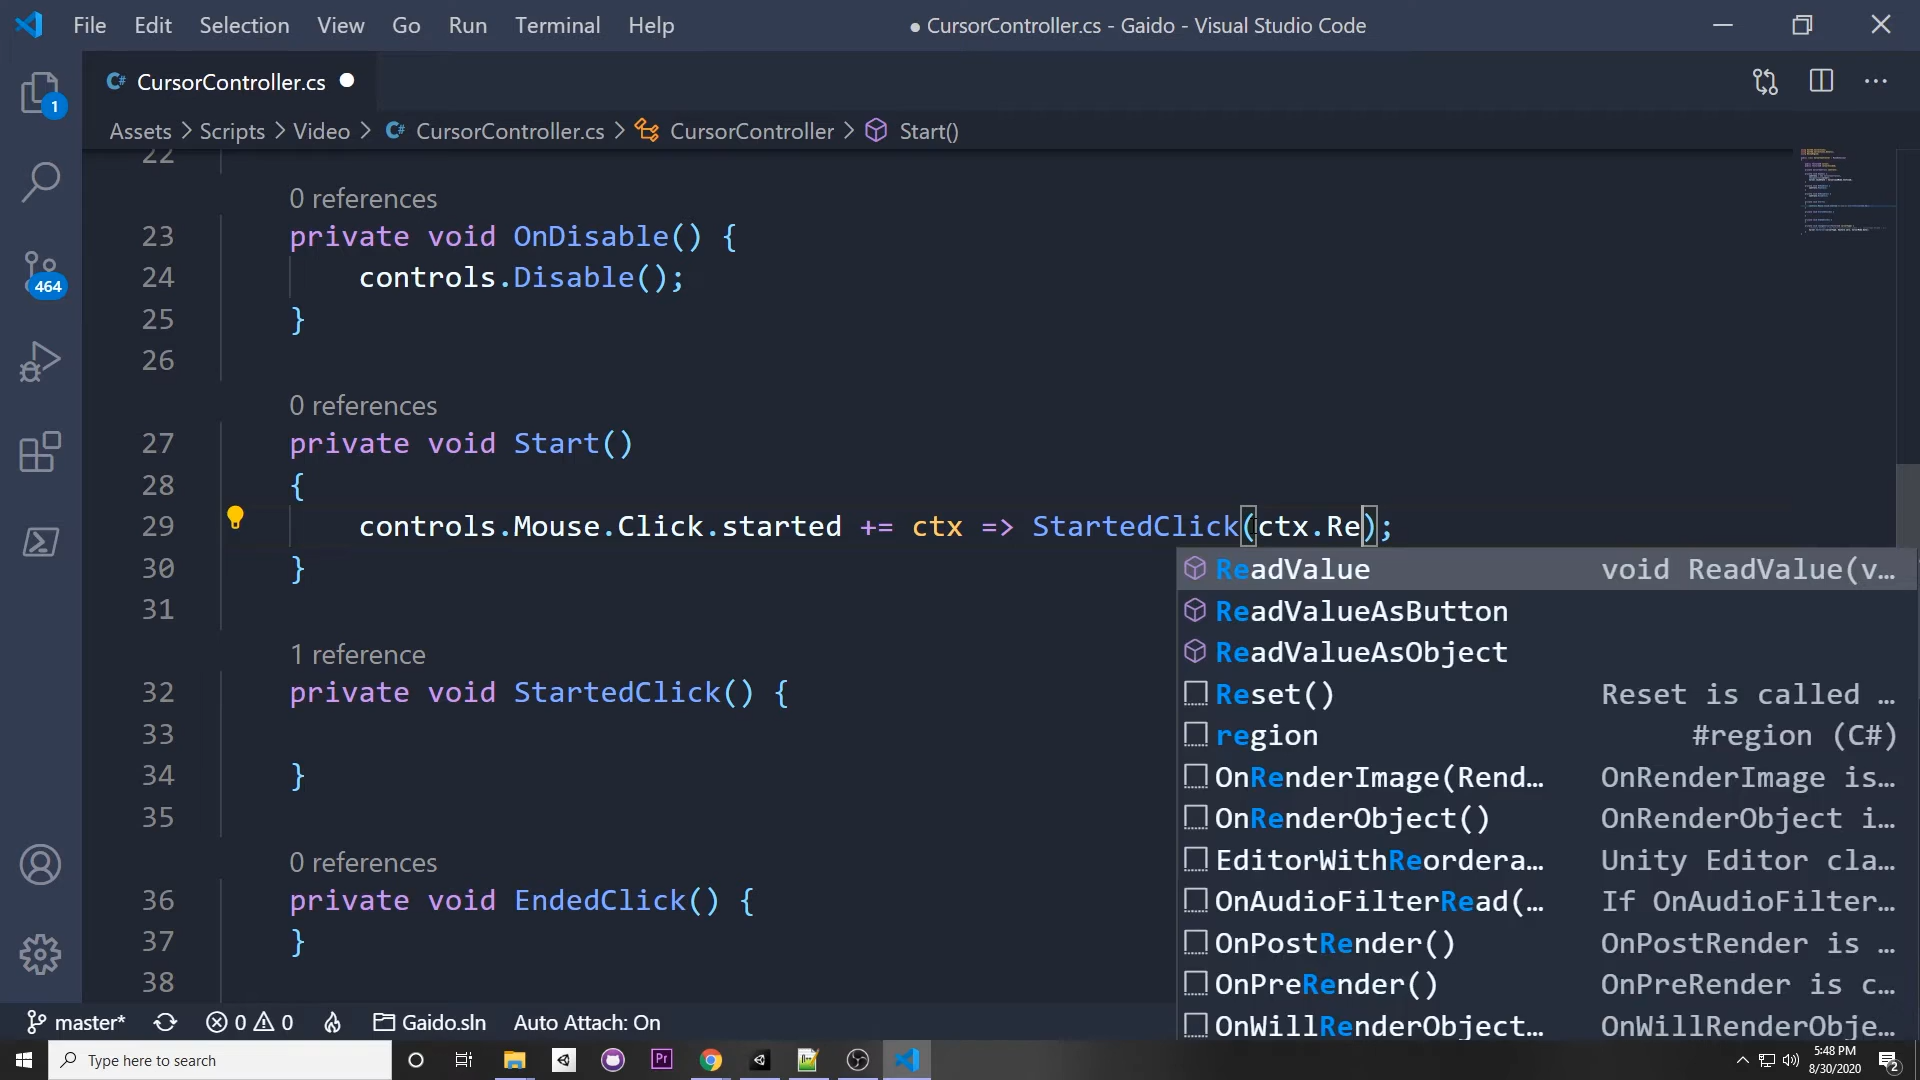 File Edit Selection View Go Run Terminal Help ● CursorController.cs - Gaido - Visual Studio Code
1
C# CursorController.cs
Assets > Scripts > Video > C# CursorController.cs > CursorController > Start()
22
0 references
23 private void OnDisable() {
24 controls.Disable();
25 }
26
464
0 references
27 private void Start()
28 {
29 controls.Mouse.Click.started += ctx => StartedClick(ctx.Re);
30 }
31
ReadValue void ReadValue(v…
ReadValueAsButton
ReadValueAsObject
Reset() Reset is called …
region #region (C#)
OnRenderImage(Rend… OnRenderImage is…
OnRenderObject() OnRenderObject i…
EditorWithReordera… Unity Editor cla…
OnAudioFilterRead(… If OnAudioFilter…
OnPostRender() OnPostRender is …
OnPreRender() OnPreRender is c…
OnWillRenderObject… OnWillRenderObje…
1 reference
32 private void StartedClick() {
33
34 }
35
0 references
36 private void EndedClick() {
37 }
38
master* 0 0 Gaido.sln Auto Attach: On
Type here to search
Pr
5:48 PM
8/30/2020
2